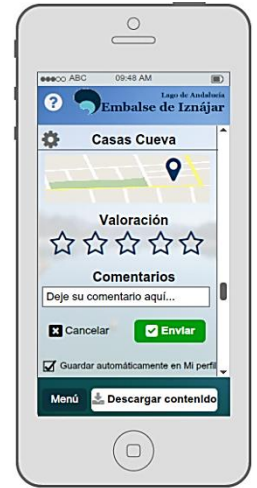 ABC 09:48 AM
? Lago de Andalucía
Embalse de Iznájar
Casas Cueva
Valoración
Comentarios
Deje su comentario aquí...
Cancelar Enviar
Guardar automáticamente en Mi perfil
Menú Descargar contenido